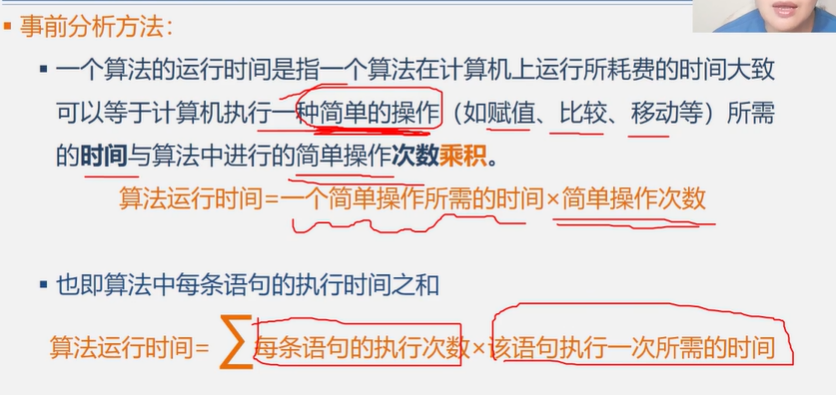 事前分析方法：
一个算法的运行时间是指一个算法在计算机上运行所耗费的时间大致
可以等于计算机执行一种简单的操作（如赋值、比较、移动等）所需
的时间与算法中进行的简单操作次数乘积。
算法运行时间=一个简单操作所需的时间×简单操作次数
也即算法中每条语句的执行时间之和
算法运行时间=∑每条语句的执行次数×该语句执行一次所需的时间